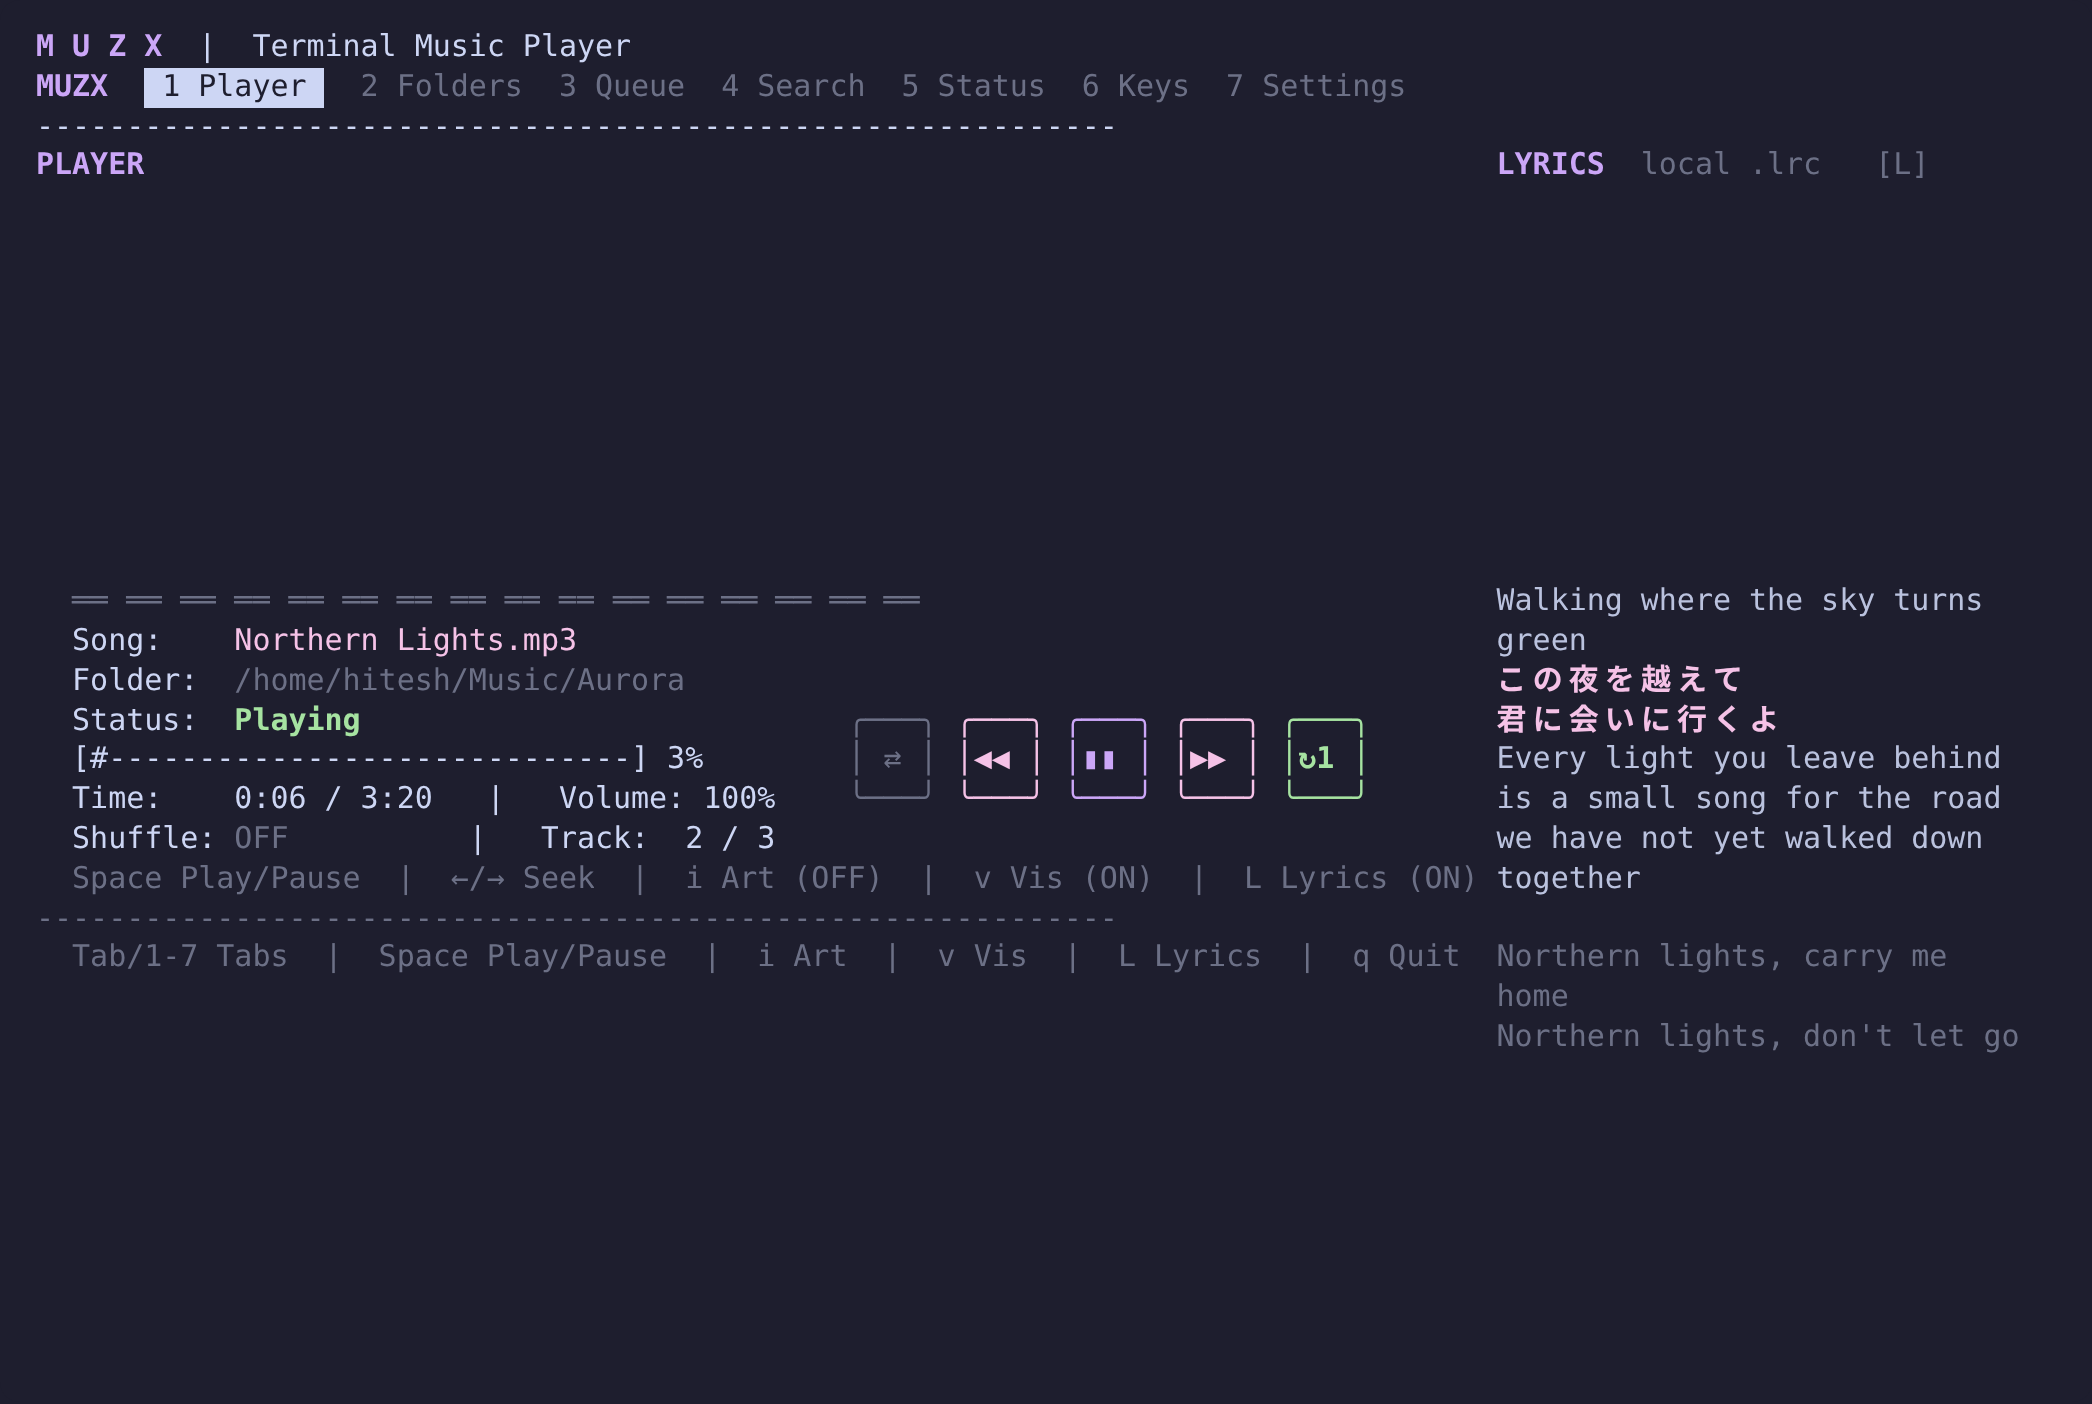 M U Z X | Terminal Music Player
MUZX 1 Player 2 Folders 3 Queue 4 Search 5 Status 6 Keys 7 Settings
------------------------------------------------------------
PLAYER
Song: Northern Lights.mp3
Folder: /home/hitesh/Music/Aurora
Status: Playing
[#-----------------------------] 3%
Time: 0:06 / 3:20 | Volume: 100%
Shuffle: OFF | Track: 2 / 3
⇄ ◀◀ ▮▮ ▶▶ ↻1
Space Play/Pause | ←/→ Seek | i Art (OFF) | v Vis (ON) | L Lyrics (ON)
------------------------------------------------------------
Tab/1-7 Tabs | Space Play/Pause | i Art | v Vis | L Lyrics | q Quit
LYRICS local .lrc [L]
Walking where the sky turns
green
この夜を越えて
君に会いに行くよ
Every light you leave behind
is a small song for the road
we have not yet walked down
together
Northern lights, carry me
home
Northern lights, don't let go